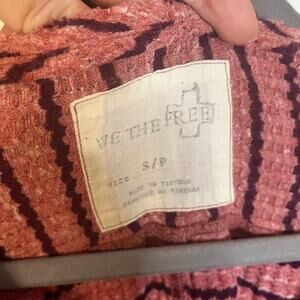 WE THE FREE
SIZE S/P
MADE IN VIETNAM
FABRIQUÉ AU VIETNAM